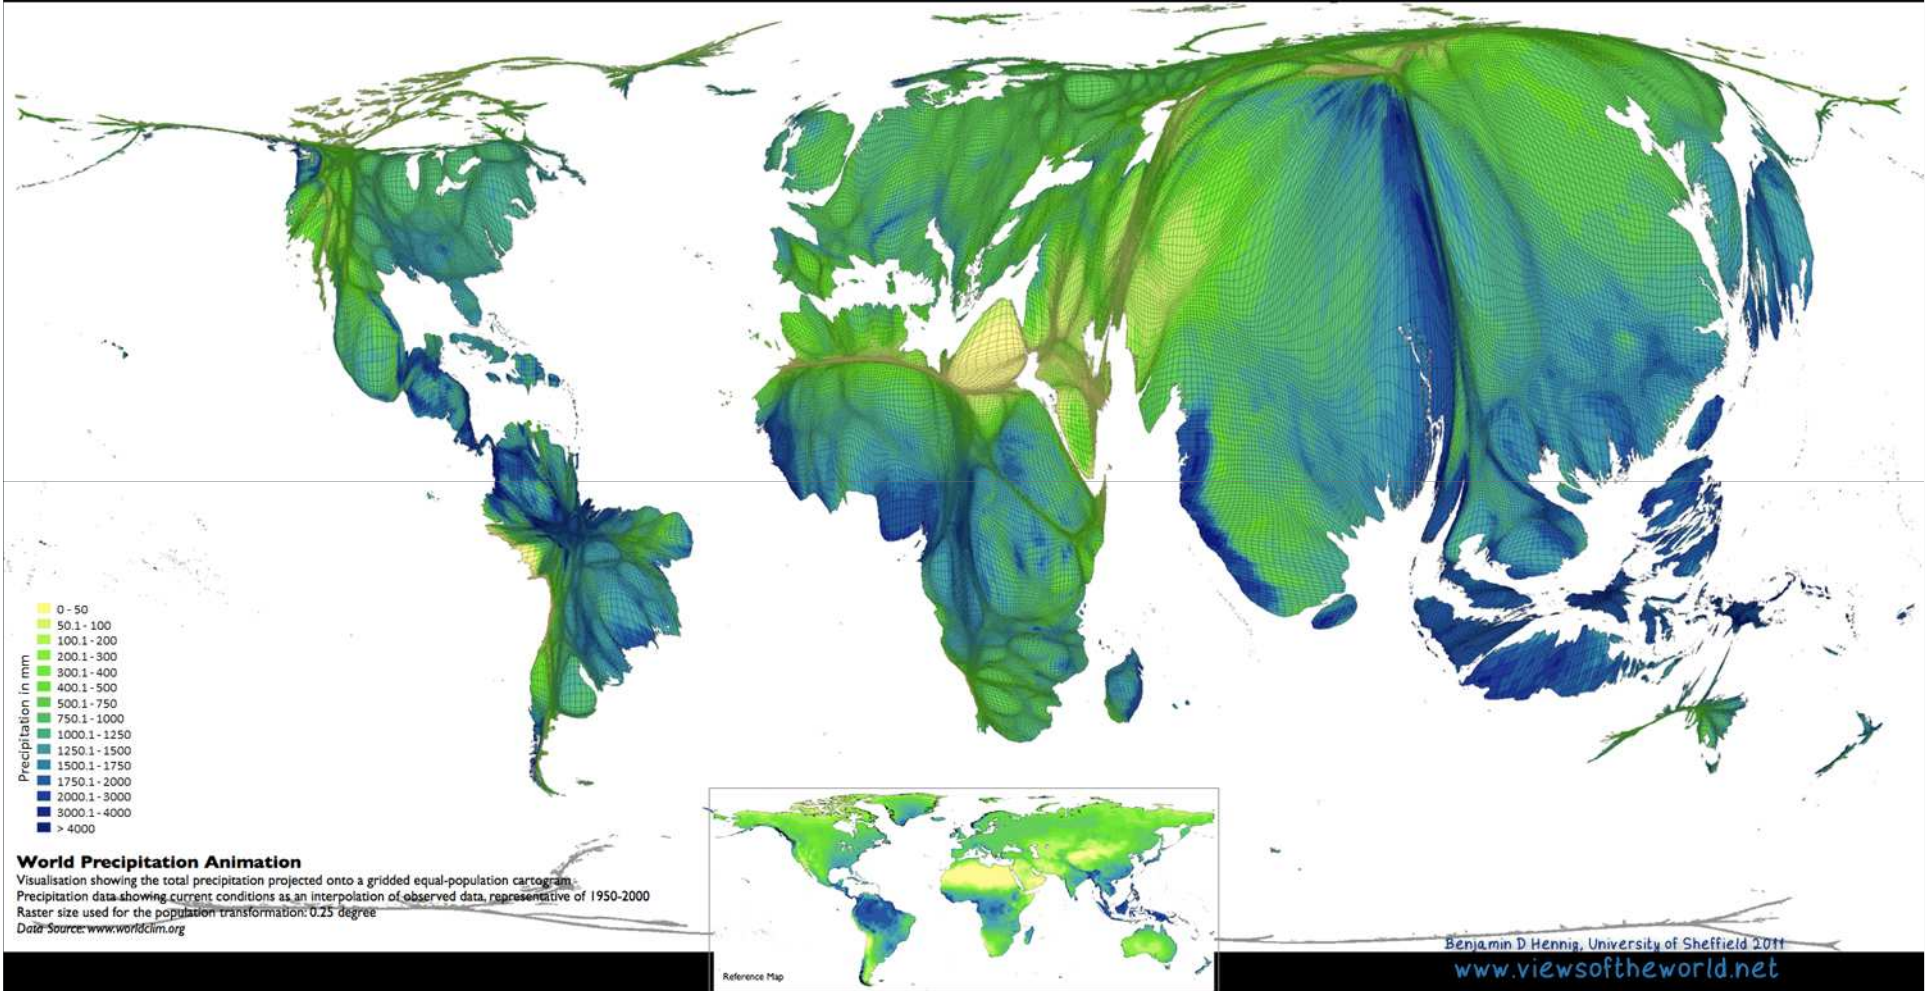 Precipitation in mm
0 - 50
50.1 - 100
100.1 - 200
200.1 - 300
300.1 - 400
400.1 - 500
500.1 - 750
750.1 - 1000
1000.1 - 1250
1250.1 - 1500
1500.1 - 1750
1750.1 - 2000
2000.1 - 3000
3000.1 - 4000
> 4000
World Precipitation Animation
Visualisation showing the total precipitation projected onto a gridded equal-population cartogram
Precipitation data showing current conditions as an interpolation of observed data, representative of 1950-2000
Raster size used for the population transformation: 0.25 degree
Data Source: www.worldclim.org
Reference Map
Benjamin D Hennig, University of Sheffield 2011
www.viewsoftheworld.net